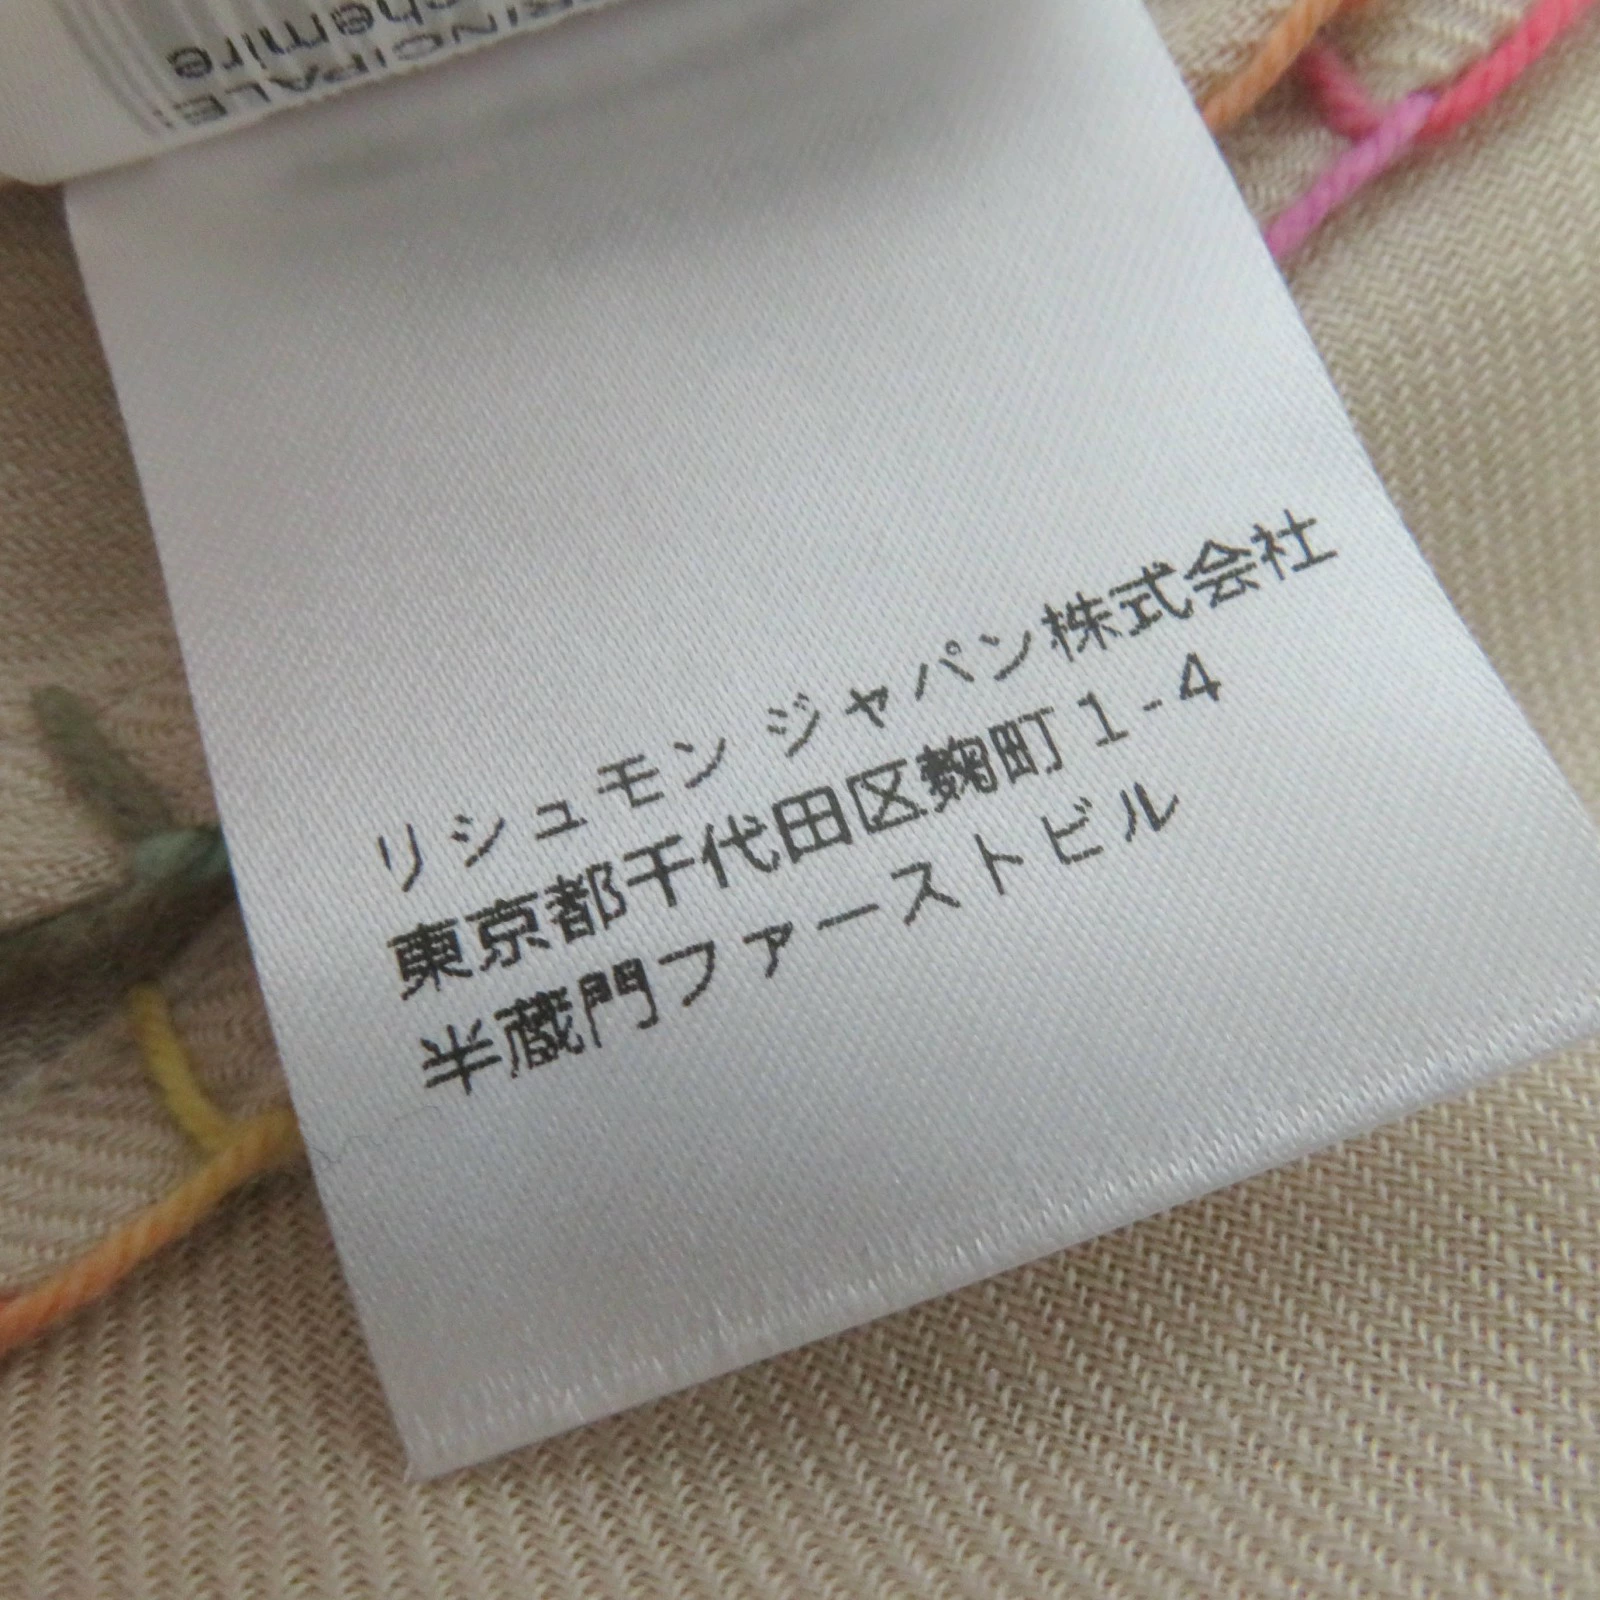 リシュモン ジャパン株式会社
東京都千代田区麹町1-4
半蔵門ファーストビル